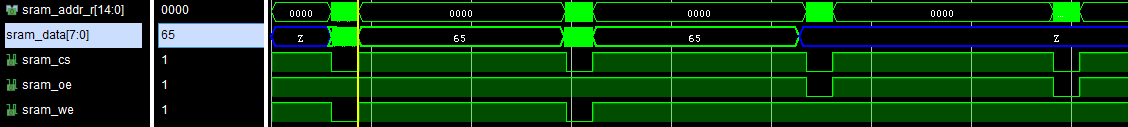 sram_addr_r[14:0] 0000 0000 0000 0000 0000 ...
sram_data[7:0] 65 Z 65 65 Z
sram_cs 1
sram_oe 1
sram_we 1